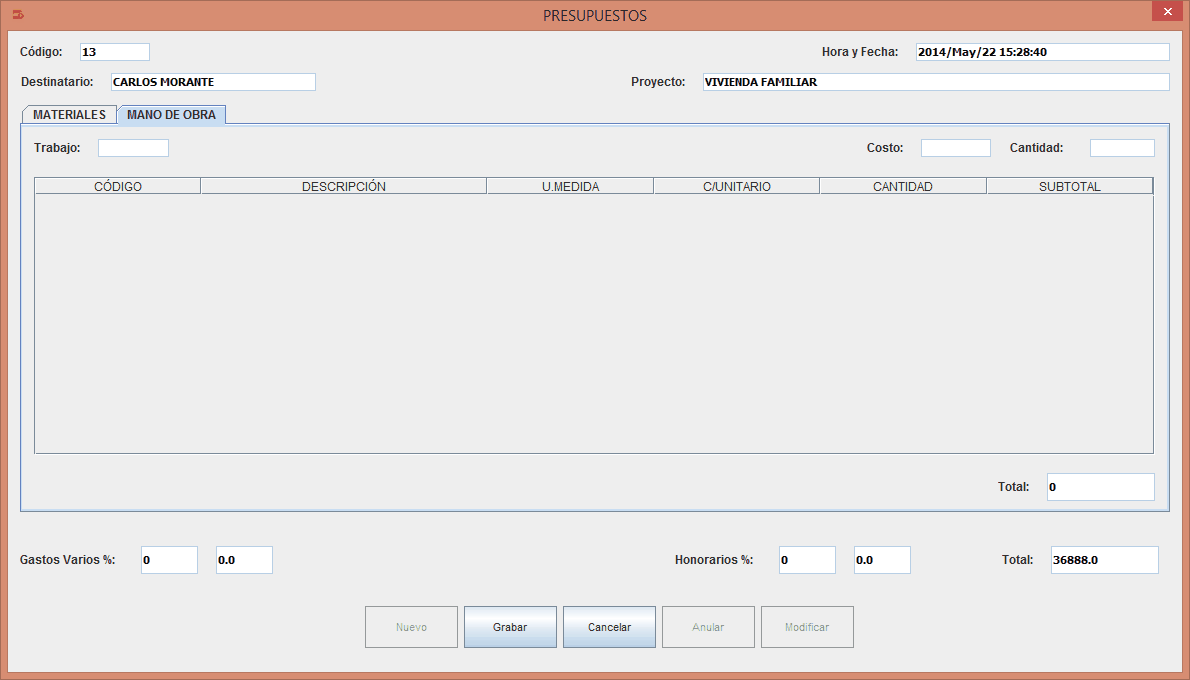 PRESUPUESTOS
Código: 13 Hora y Fecha: 2014/May/22 15:28:40
Destinatario: CARLOS MORANTE Proyecto: VIVIENDA FAMILIAR
MATERIALES MANO DE OBRA
Trabajo: Costo: Cantidad:
CÓDIGO DESCRIPCIÓN U.MEDIDA C/UNITARIO CANTIDAD SUBTOTAL
Total: 0
Gastos Varios %: 0 0.0 Honorarios %: 0 0.0 Total: 36888.0
Nuevo Grabar Cancelar Anular Modificar